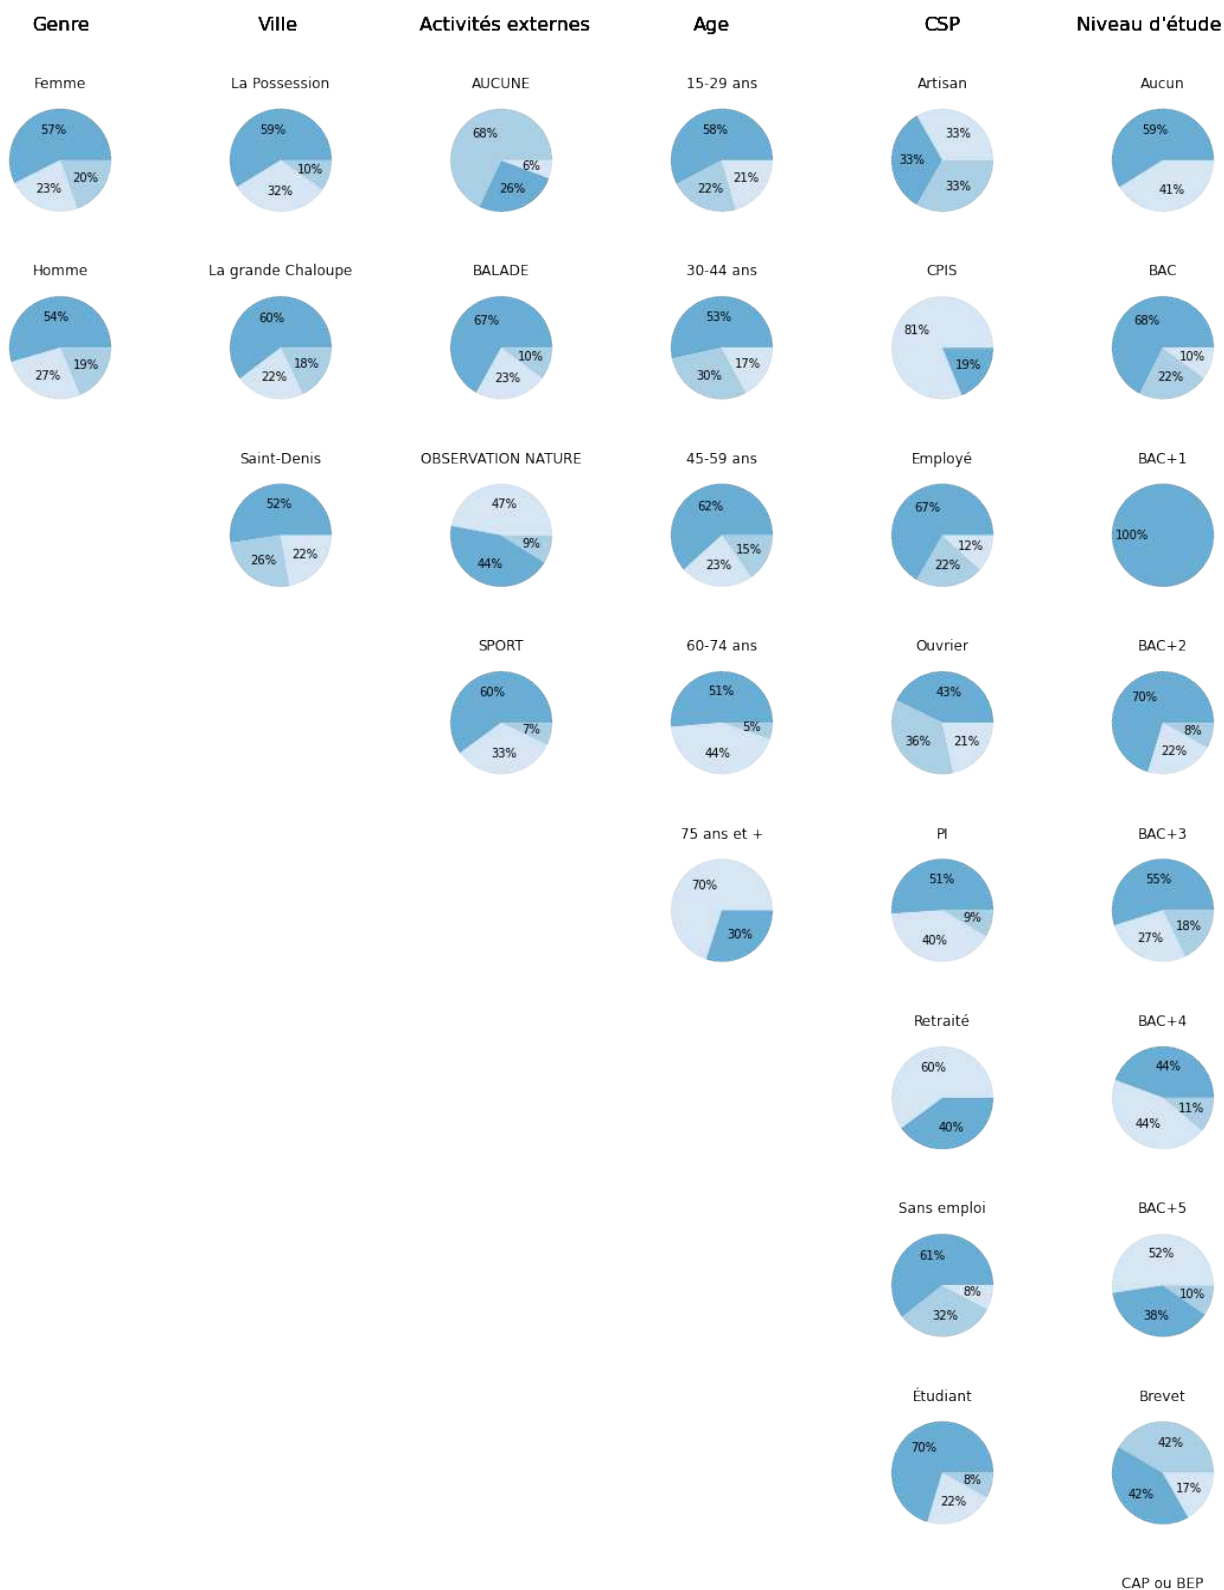 Genre Ville Activités externes Age CSP Niveau d'étude
Femme La Possession AUCUNE 15-29 ans Artisan Aucun
57% 23% 20% 59% 32% 10% 68% 26% 6% 58% 22% 21% 33% 33% 33% 59% 41%
Homme La grande Chaloupe BALADE 30-44 ans CPIS BAC
54% 27% 19% 60% 22% 18% 67% 23% 10% 53% 30% 17% 81% 19% 68% 22% 10%
Saint-Denis OBSERVATION NATURE 45-59 ans Employé BAC+1
52% 26% 22% 47% 44% 9% 62% 23% 15% 67% 22% 12% 100%
SPORT 60-74 ans Ouvrier BAC+2
60% 33% 7% 51% 44% 5% 43% 36% 21% 70% 22% 8%
75 ans et + PI BAC+3
70% 30% 51% 40% 9% 55% 27% 18%
Retraité BAC+4
60% 40% 44% 44% 11%
Sans emploi BAC+5
61% 32% 8% 52% 38% 10%
Étudiant Brevet
70% 22% 8% 42% 42% 17%
CAP ou BEP